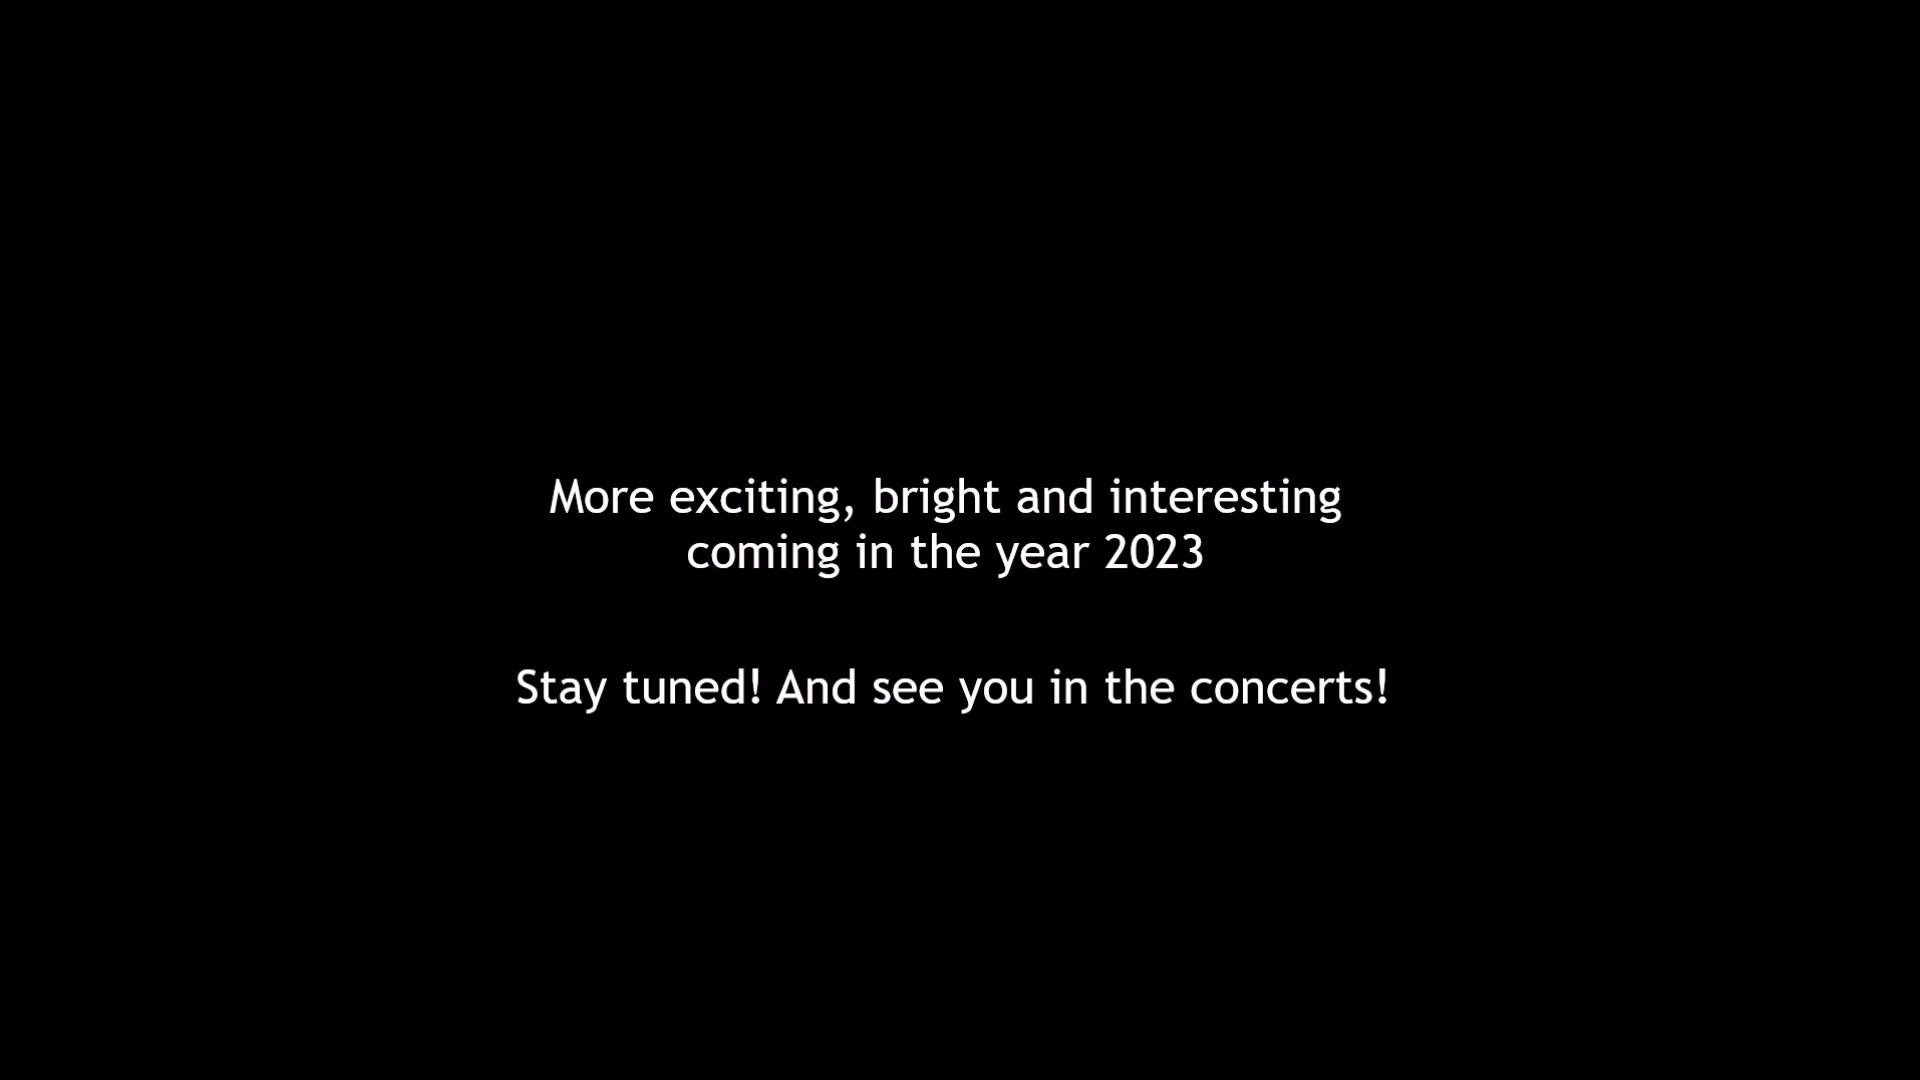 More exciting, bright and interesting
coming in the year 2023
Stay tuned! And see you in the concerts!